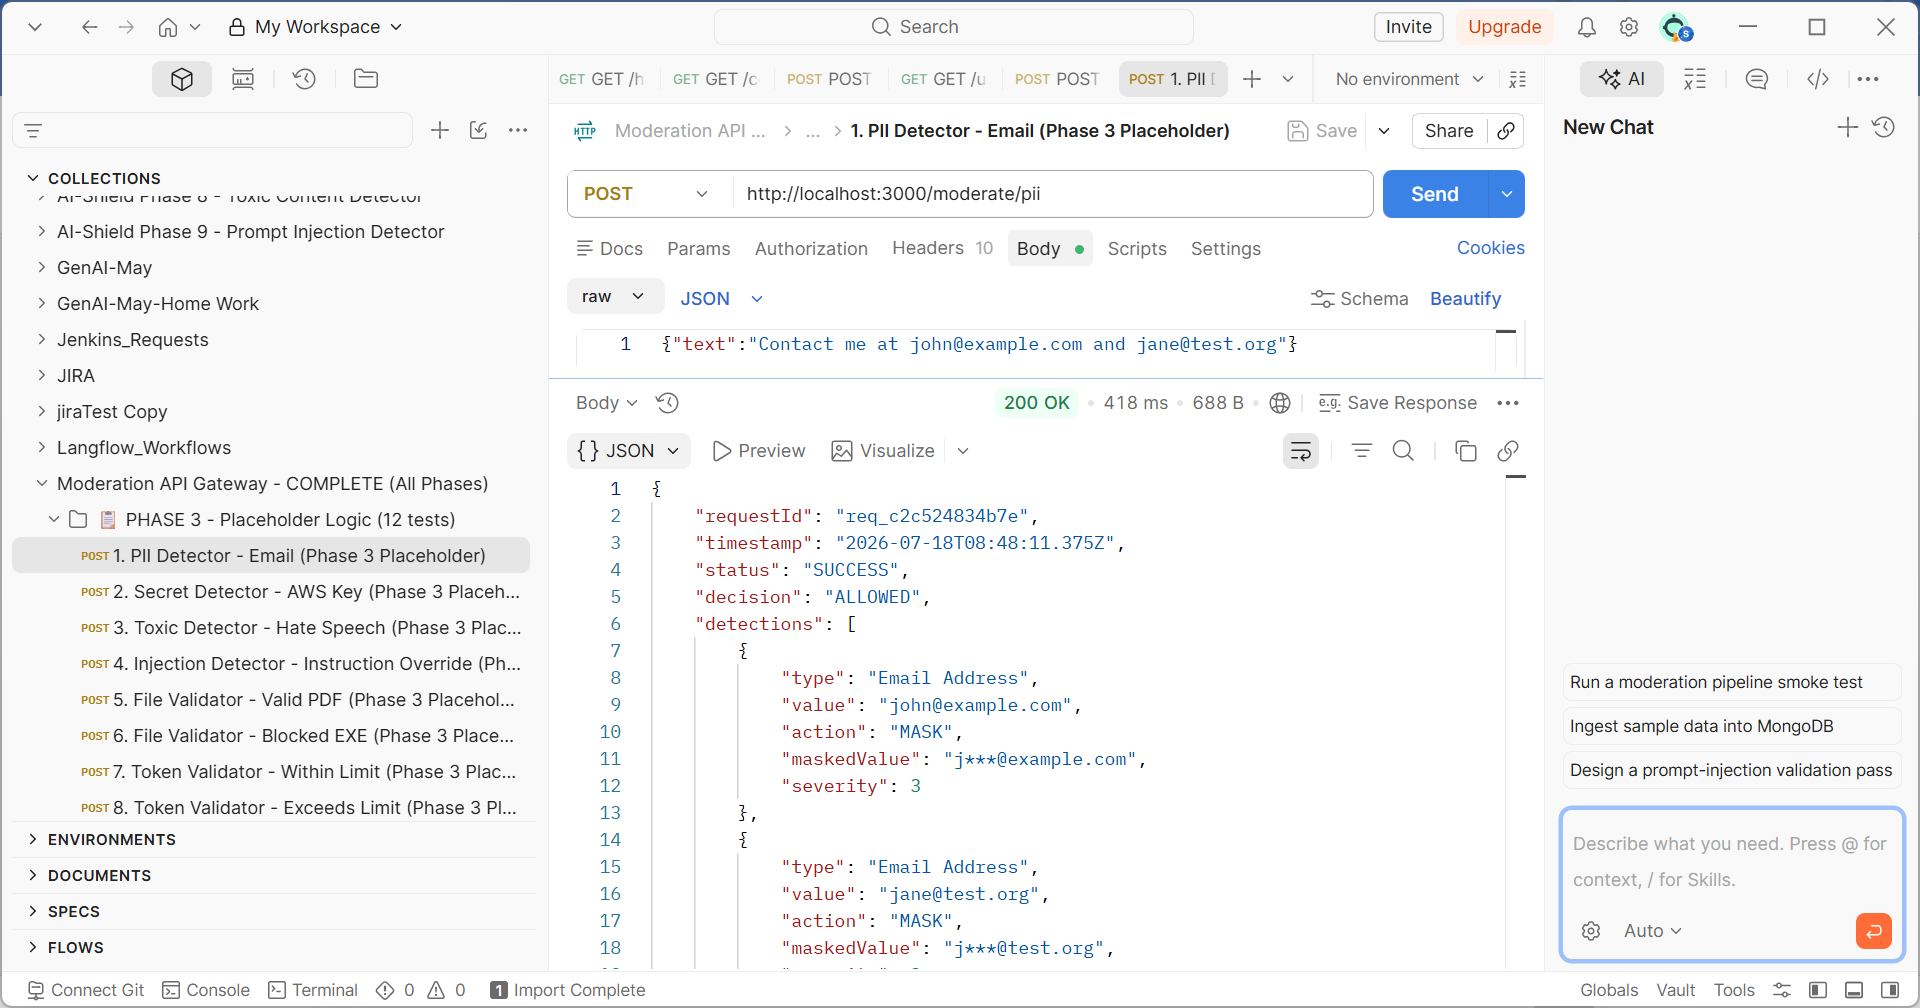 My Workspace
Search
Invite
Upgrade
GET GET /h
GET GET /c
POST POST
GET GET /u
POST POST
POST 1. PII
No environment
AI
HTTP Moderation API ... > ... > 1. PII Detector - Email (Phase 3 Placeholder)
Save
Share
New Chat
COLLECTIONS
AI-Shield Phase 8 - Toxic Content Detector
AI-Shield Phase 9 - Prompt Injection Detector
GenAI-May
GenAI-May-Home Work
Jenkins_Requests
JIRA
jiraTest Copy
Langflow_Workflows
Moderation API Gateway - COMPLETE (All Phases)
PHASE 3 - Placeholder Logic (12 tests)
POST 1. PII Detector - Email (Phase 3 Placeholder)
POST 2. Secret Detector - AWS Key (Phase 3 Placeh...
POST 3. Toxic Detector - Hate Speech (Phase 3 Plac...
POST 4. Injection Detector - Instruction Override (Ph...
POST 5. File Validator - Valid PDF (Phase 3 Placehol...
POST 6. File Validator - Blocked EXE (Phase 3 Place...
POST 7. Token Validator - Within Limit (Phase 3 Plac...
POST 8. Token Validator - Exceeds Limit (Phase 3 Pl...
ENVIRONMENTS
DOCUMENTS
SPECS
FLOWS
POST
http://localhost:3000/moderate/pii
Send
Docs
Params
Authorization
Headers 10
Body
Scripts
Settings
Cookies
raw
JSON
Schema
Beautify
1 {"text":"Contact me at john@example.com and jane@test.org"}
Body
200 OK
418 ms
688 B
e.g. Save Response
{} JSON
Preview
Visualize
1 {
2 "requestId": "req_c2c524834b7e",
3 "timestamp": "2026-07-18T08:48:11.375Z",
4 "status": "SUCCESS",
5 "decision": "ALLOWED",
6 "detections": [
7 {
8 "type": "Email Address",
9 "value": "john@example.com",
10 "action": "MASK",
11 "maskedValue": "j***@example.com",
12 "severity": 3
13 },
14 {
15 "type": "Email Address",
16 "value": "jane@test.org",
17 "action": "MASK",
18 "maskedValue": "j***@test.org",
Run a moderation pipeline smoke test
Ingest sample data into MongoDB
Design a prompt-injection validation pass
Describe what you need. Press @ for
context, / for Skills.
Auto
Connect Git
Console
Terminal
0
0
1 Import Complete
Globals
Vault
Tools